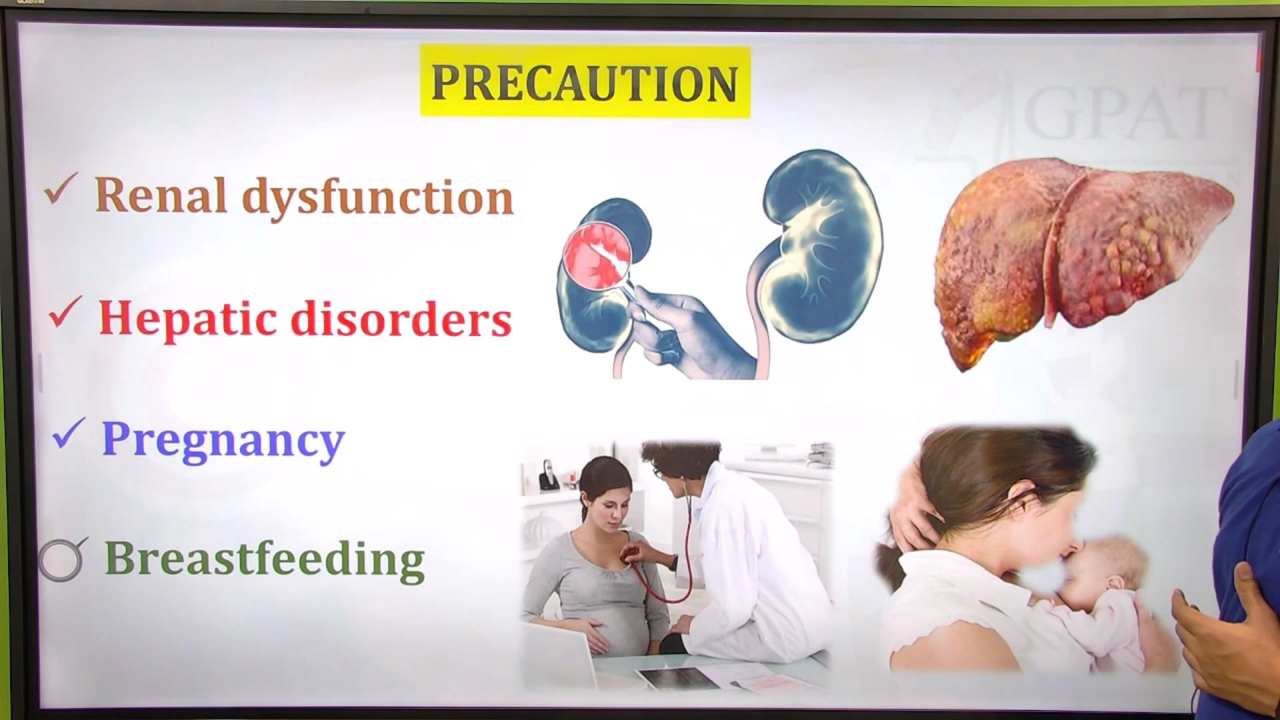 PRECAUTION
GPAT
✓ Renal dysfunction
✓ Hepatic disorders
✓ Pregnancy
✓ Breastfeeding